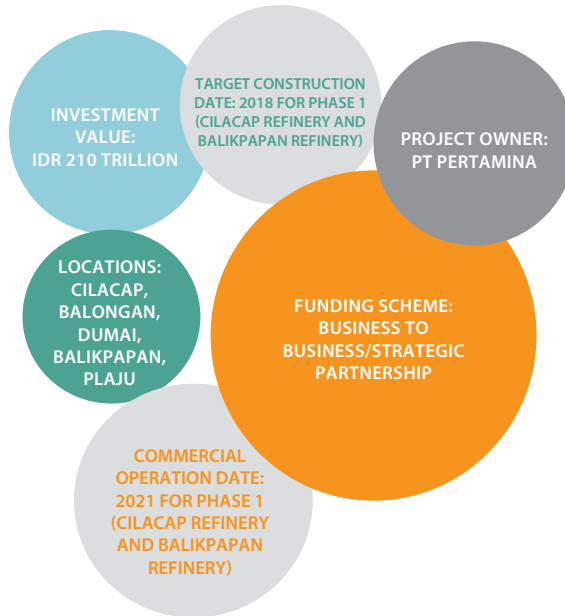 TARGET CONSTRUCTION
DATE: 2018 FOR PHASE 1
(CILACAP REFINERY AND
BALIKPAPAN REFINERY)
INVESTMENT
VALUE:
IDR 210 TRILLION
PROJECT OWNER:
PT PERTAMINA
LOCATIONS:
CILACAP,
BALONGAN,
DUMAI,
BALIKPAPAN,
PLAJU
FUNDING SCHEME:
BUSINESS TO
BUSINESS/STRATEGIC
PARTNERSHIP
COMMERCIAL
OPERATION DATE:
2021 FOR PHASE 1
(CILACAP REFINERY
AND BALIKPAPAN
REFINERY)